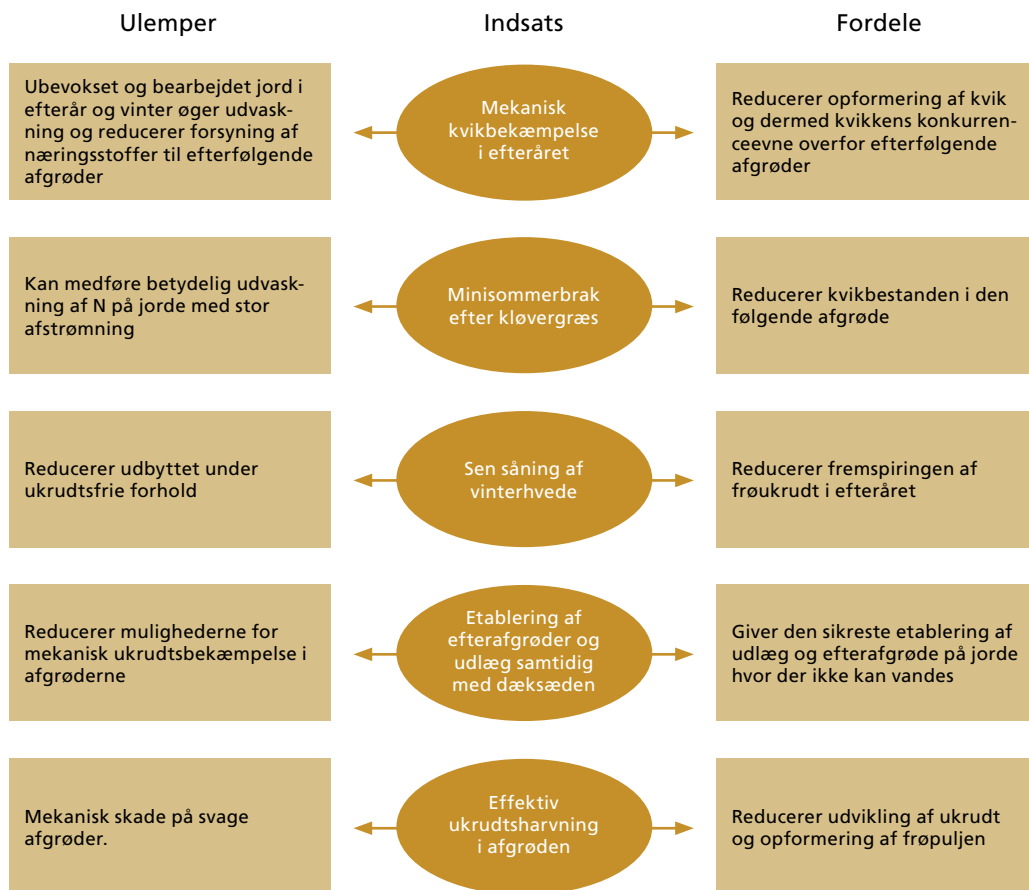 Ulemper
Indsats
Fordele
Ubevokset og bearbejdet jord i
efterår og vinter øger udvask-
ning og reducerer forsyning af
næringsstoffer til efterfølgende
afgrøder
Mekanisk
kvikbekæmpelse
i efteråret
Reducerer opformering af kvik
og dermed kvikkens konkurren-
ceevne overfor efterfølgende
afgrøder
Kan medføre betydelig udvask-
ning af N på jorde med stor
afstrømning
Minisommerbrak
efter kløvergræs
Reducerer kvikbestanden i den
følgende afgrøde
Reducerer udbyttet under
ukrudtsfrie forhold
Sen såning af
vinterhvede
Reducerer fremspiringen af
frøukrudt i efteråret
Reducerer mulighederne for
mekanisk ukrudtsbekæmpelse i
afgrøderne
Etablering af
efterafgrøder og
udlæg samtidig
med dæksæden
Giver den sikreste etablering af
udlæg og efterafgrøde på jorde
hvor der ikke kan vandes
Mekanisk skade på svage
afgrøder.
Effektiv
ukrudtsharvning
i afgrøden
Reducerer udvikling af ukrudt
og opformering af frøpuljen